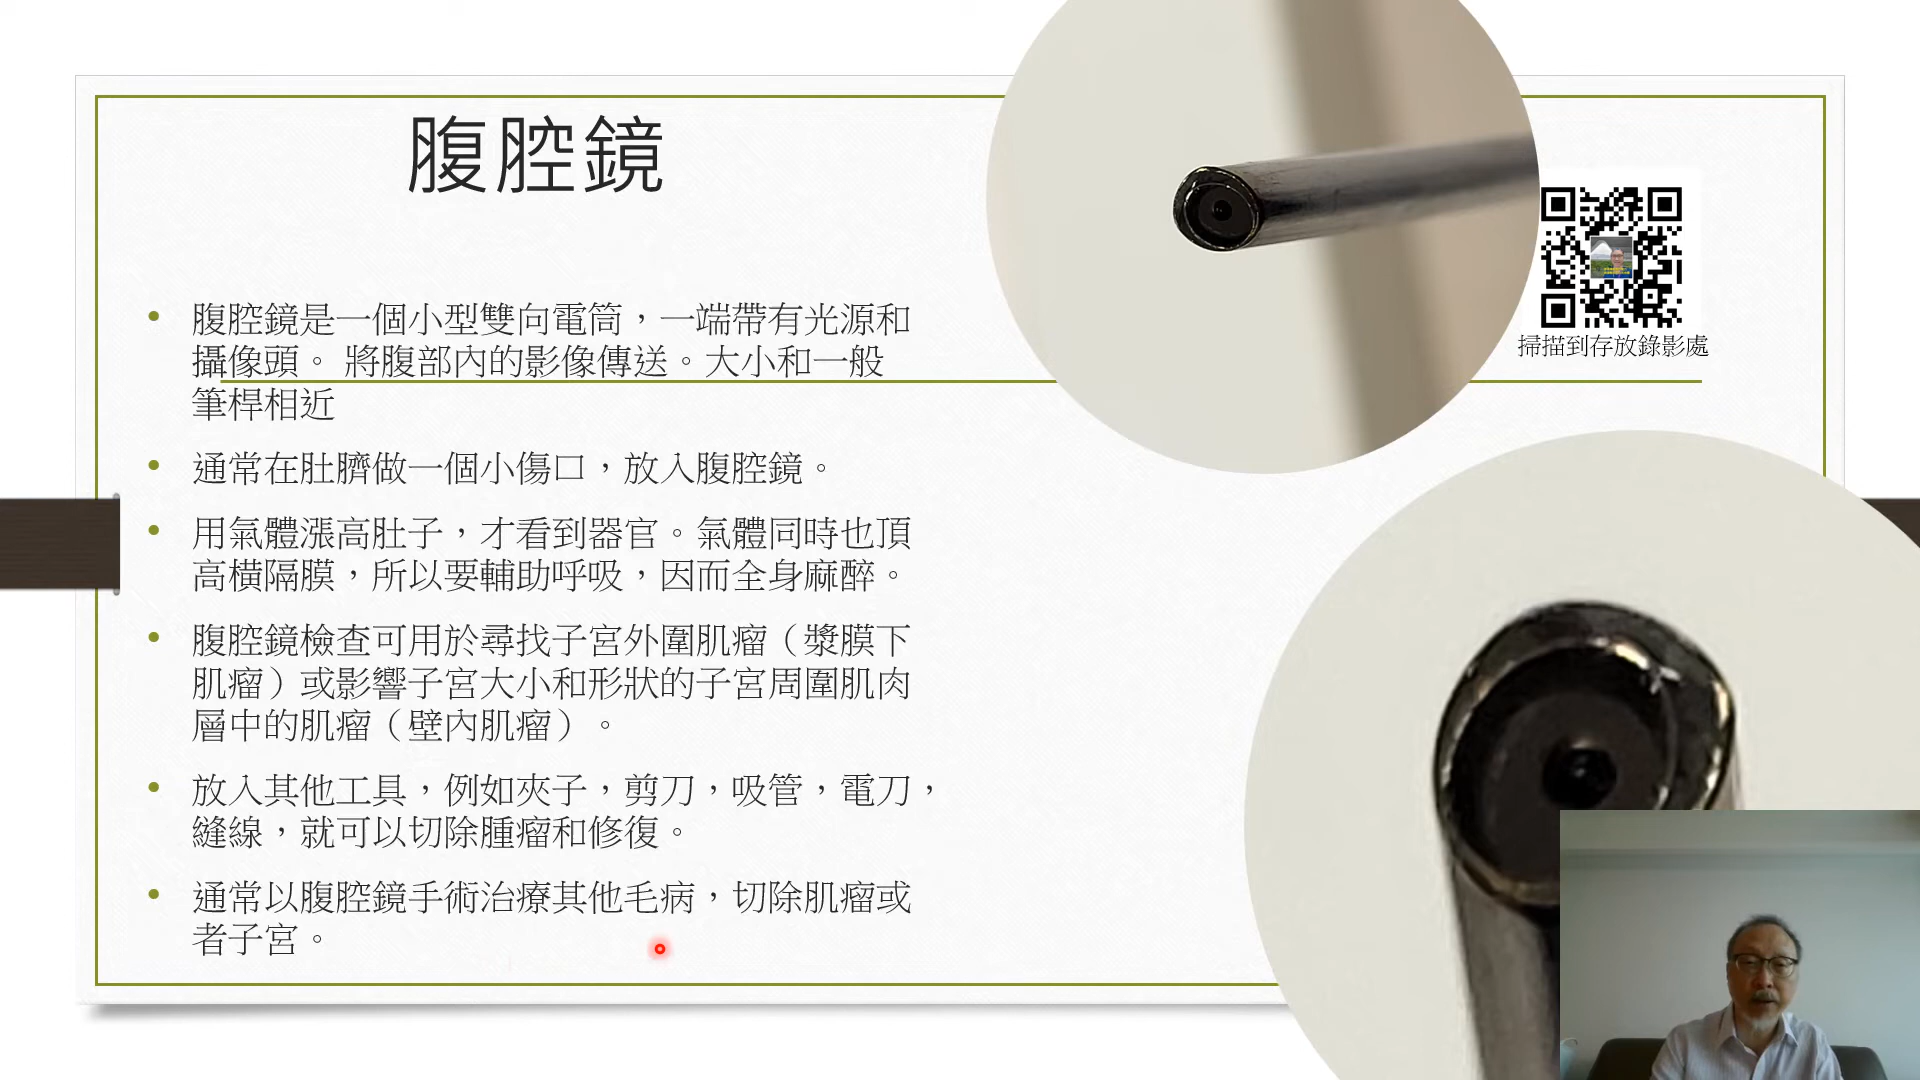 腹腔鏡
腹腔鏡是一個小型雙向電筒，一端帶有光源和
攝像頭。 將腹部內的影像傳送。大小和一般
筆桿相近
掃描到存放錄影處
通常在肚臍做一個小傷口，放入腹腔鏡。
用氣體漲高肚子，才看到器官。氣體同時也頂
高橫隔膜，所以要輔助呼吸，因而全身麻醉。
腹腔鏡檢查可用於尋找子宮外圍肌瘤（漿膜下
肌瘤）或影響子宮大小和形狀的子宮周圍肌肉
層中的肌瘤（壁內肌瘤）。
放入其他工具，例如夾子，剪刀，吸管，電刀，
縫線，就可以切除腫瘤和修復。
通常以腹腔鏡手術治療其他毛病，切除肌瘤或
者子宮。